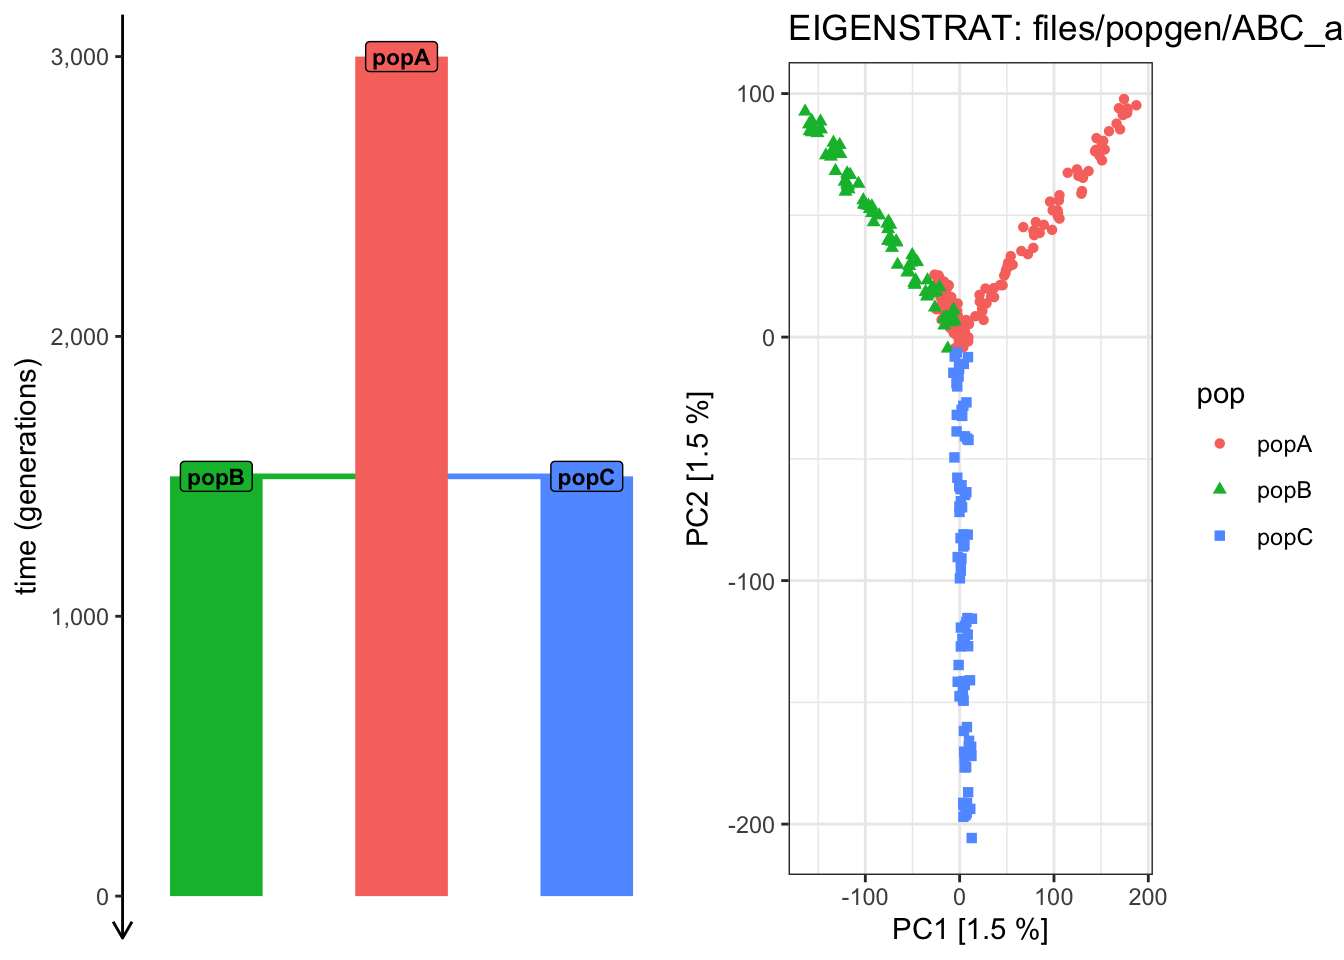 3,000
2,000
1,000
0
time (generations)
popA
popB
popC
EIGENSTRAT: files/popgen/ABC_a
100
0
-100
-200
PC2 [1.5 %]
-100
0
100
200
PC1 [1.5 %]
pop
popA
popB
popC